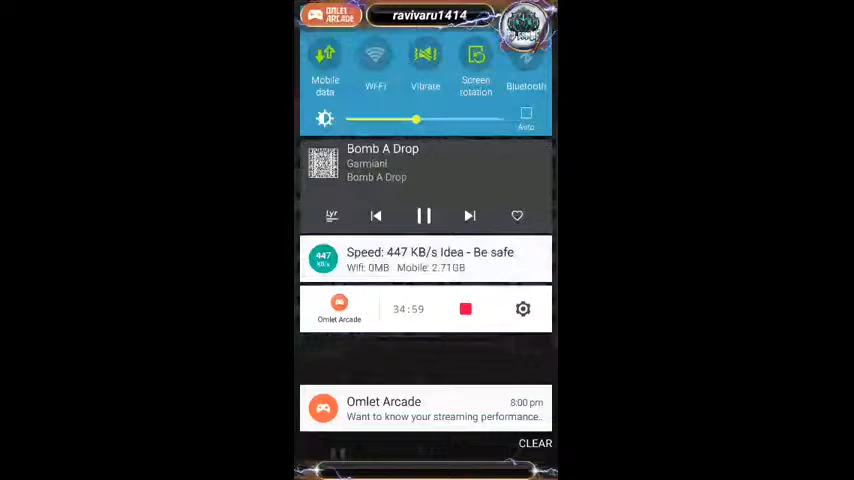 OMLET
ARCADE
ravivaru1414
Mobile
data
Wi-Fi
Vibrate
Screen
rotation
Bluetooth
Auto
Bomb A Drop
Garmiani
Bomb A Drop
Lyr
447
KB/s
Speed: 447 KB/s Idea - Be safe
Wifi: 0MB Mobile: 2.71GB
Omlet Arcade
34:59
Omlet Arcade
8:00 pm
Want to know your streaming performance..
CLEAR